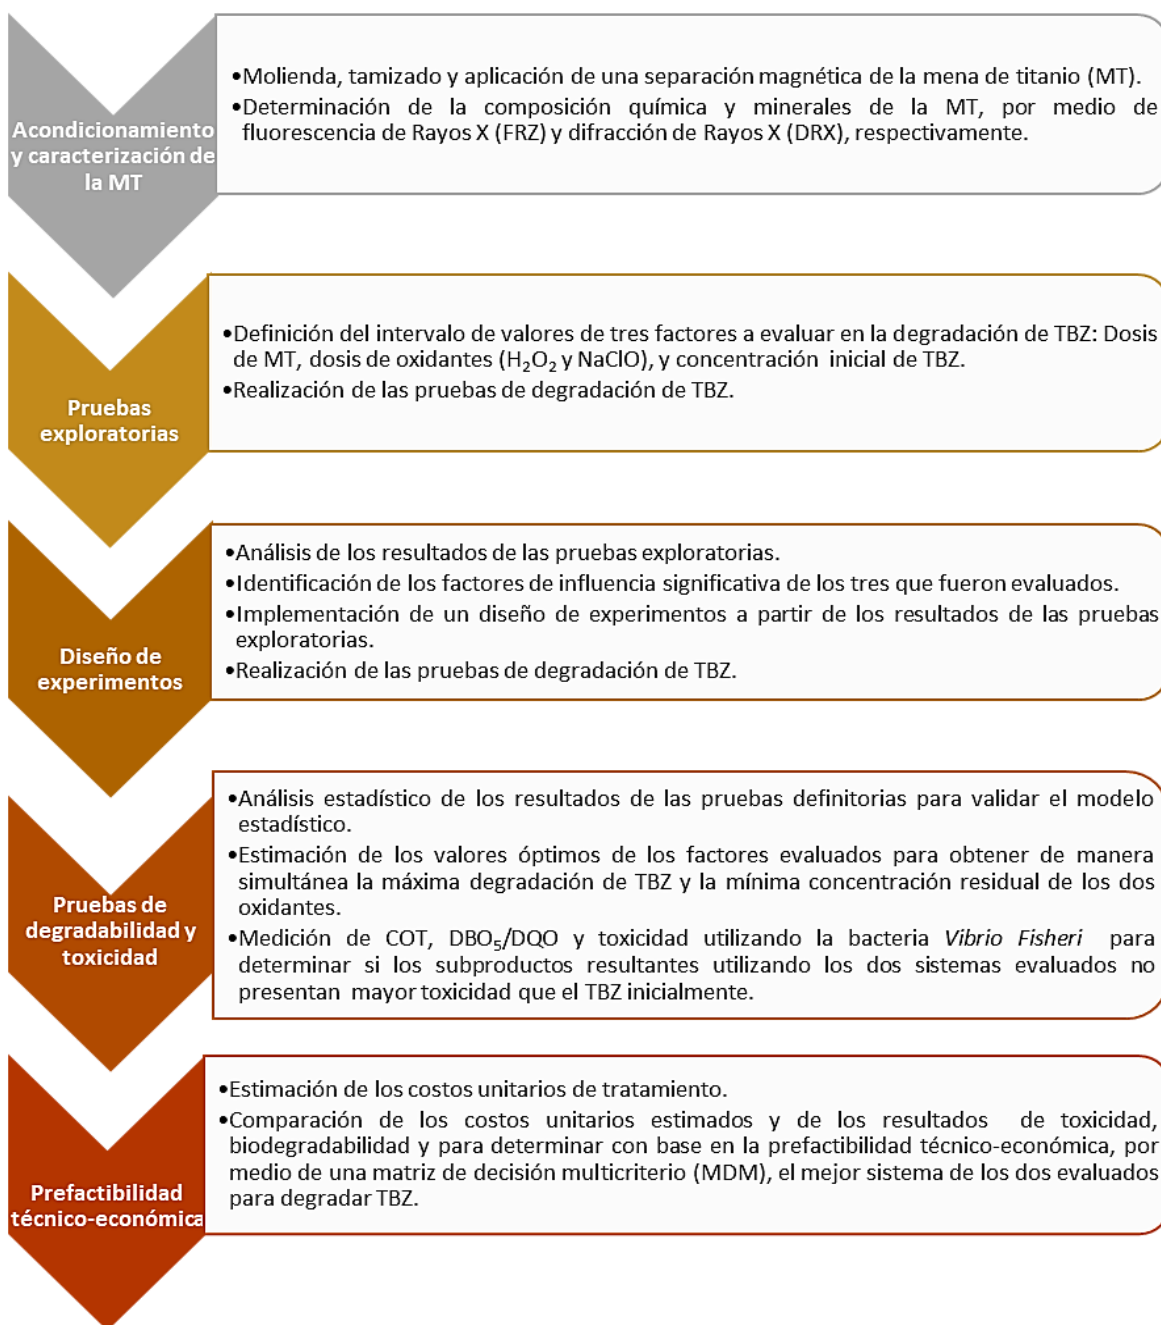 Acondicionamiento
y caracterización de
la MT
•Molienda, tamizado y aplicación de una separación magnética de la mena de titanio (MT).
•Determinación de la composición química y minerales de la MT, por medio de
fluorescencia de Rayos X (FRZ) y difracción de Rayos X (DRX), respectivamente.
Pruebas
exploratorias
•Definición del intervalo de valores de tres factores a evaluar en la degradación de TBZ: Dosis
de MT, dosis de oxidantes (H₂O₂ y NaClO), y concentración inicial de TBZ.
•Realización de las pruebas de degradación de TBZ.
Diseño de
experimentos
•Análisis de los resultados de las pruebas exploratorias.
•Identificación de los factores de influencia significativa de los tres que fueron evaluados.
•Implementación de un diseño de experimentos a partir de los resultados de las pruebas
exploratorias.
•Realización de las pruebas de degradación de TBZ.
Pruebas de
degradabilidad y
toxicidad
•Análisis estadístico de los resultados de las pruebas definitorias para validar el modelo
estadístico.
•Estimación de los valores óptimos de los factores evaluados para obtener de manera
simultánea la máxima degradación de TBZ y la mínima concentración residual de los dos
oxidantes.
•Medición de COT, DBO₅/DQO y toxicidad utilizando la bacteria Vibrio Fisheri para
determinar si los subproductos resultantes utilizando los dos sistemas evaluados no
presentan mayor toxicidad que el TBZ inicialmente.
Prefactibilidad
técnico-económica
•Estimación de los costos unitarios de tratamiento.
•Comparación de los costos unitarios estimados y de los resultados de toxicidad,
biodegradabilidad y para determinar con base en la prefactibilidad técnico-económica, por
medio de una matriz de decisión multicriterio (MDM), el mejor sistema de los dos evaluados
para degradar TBZ.